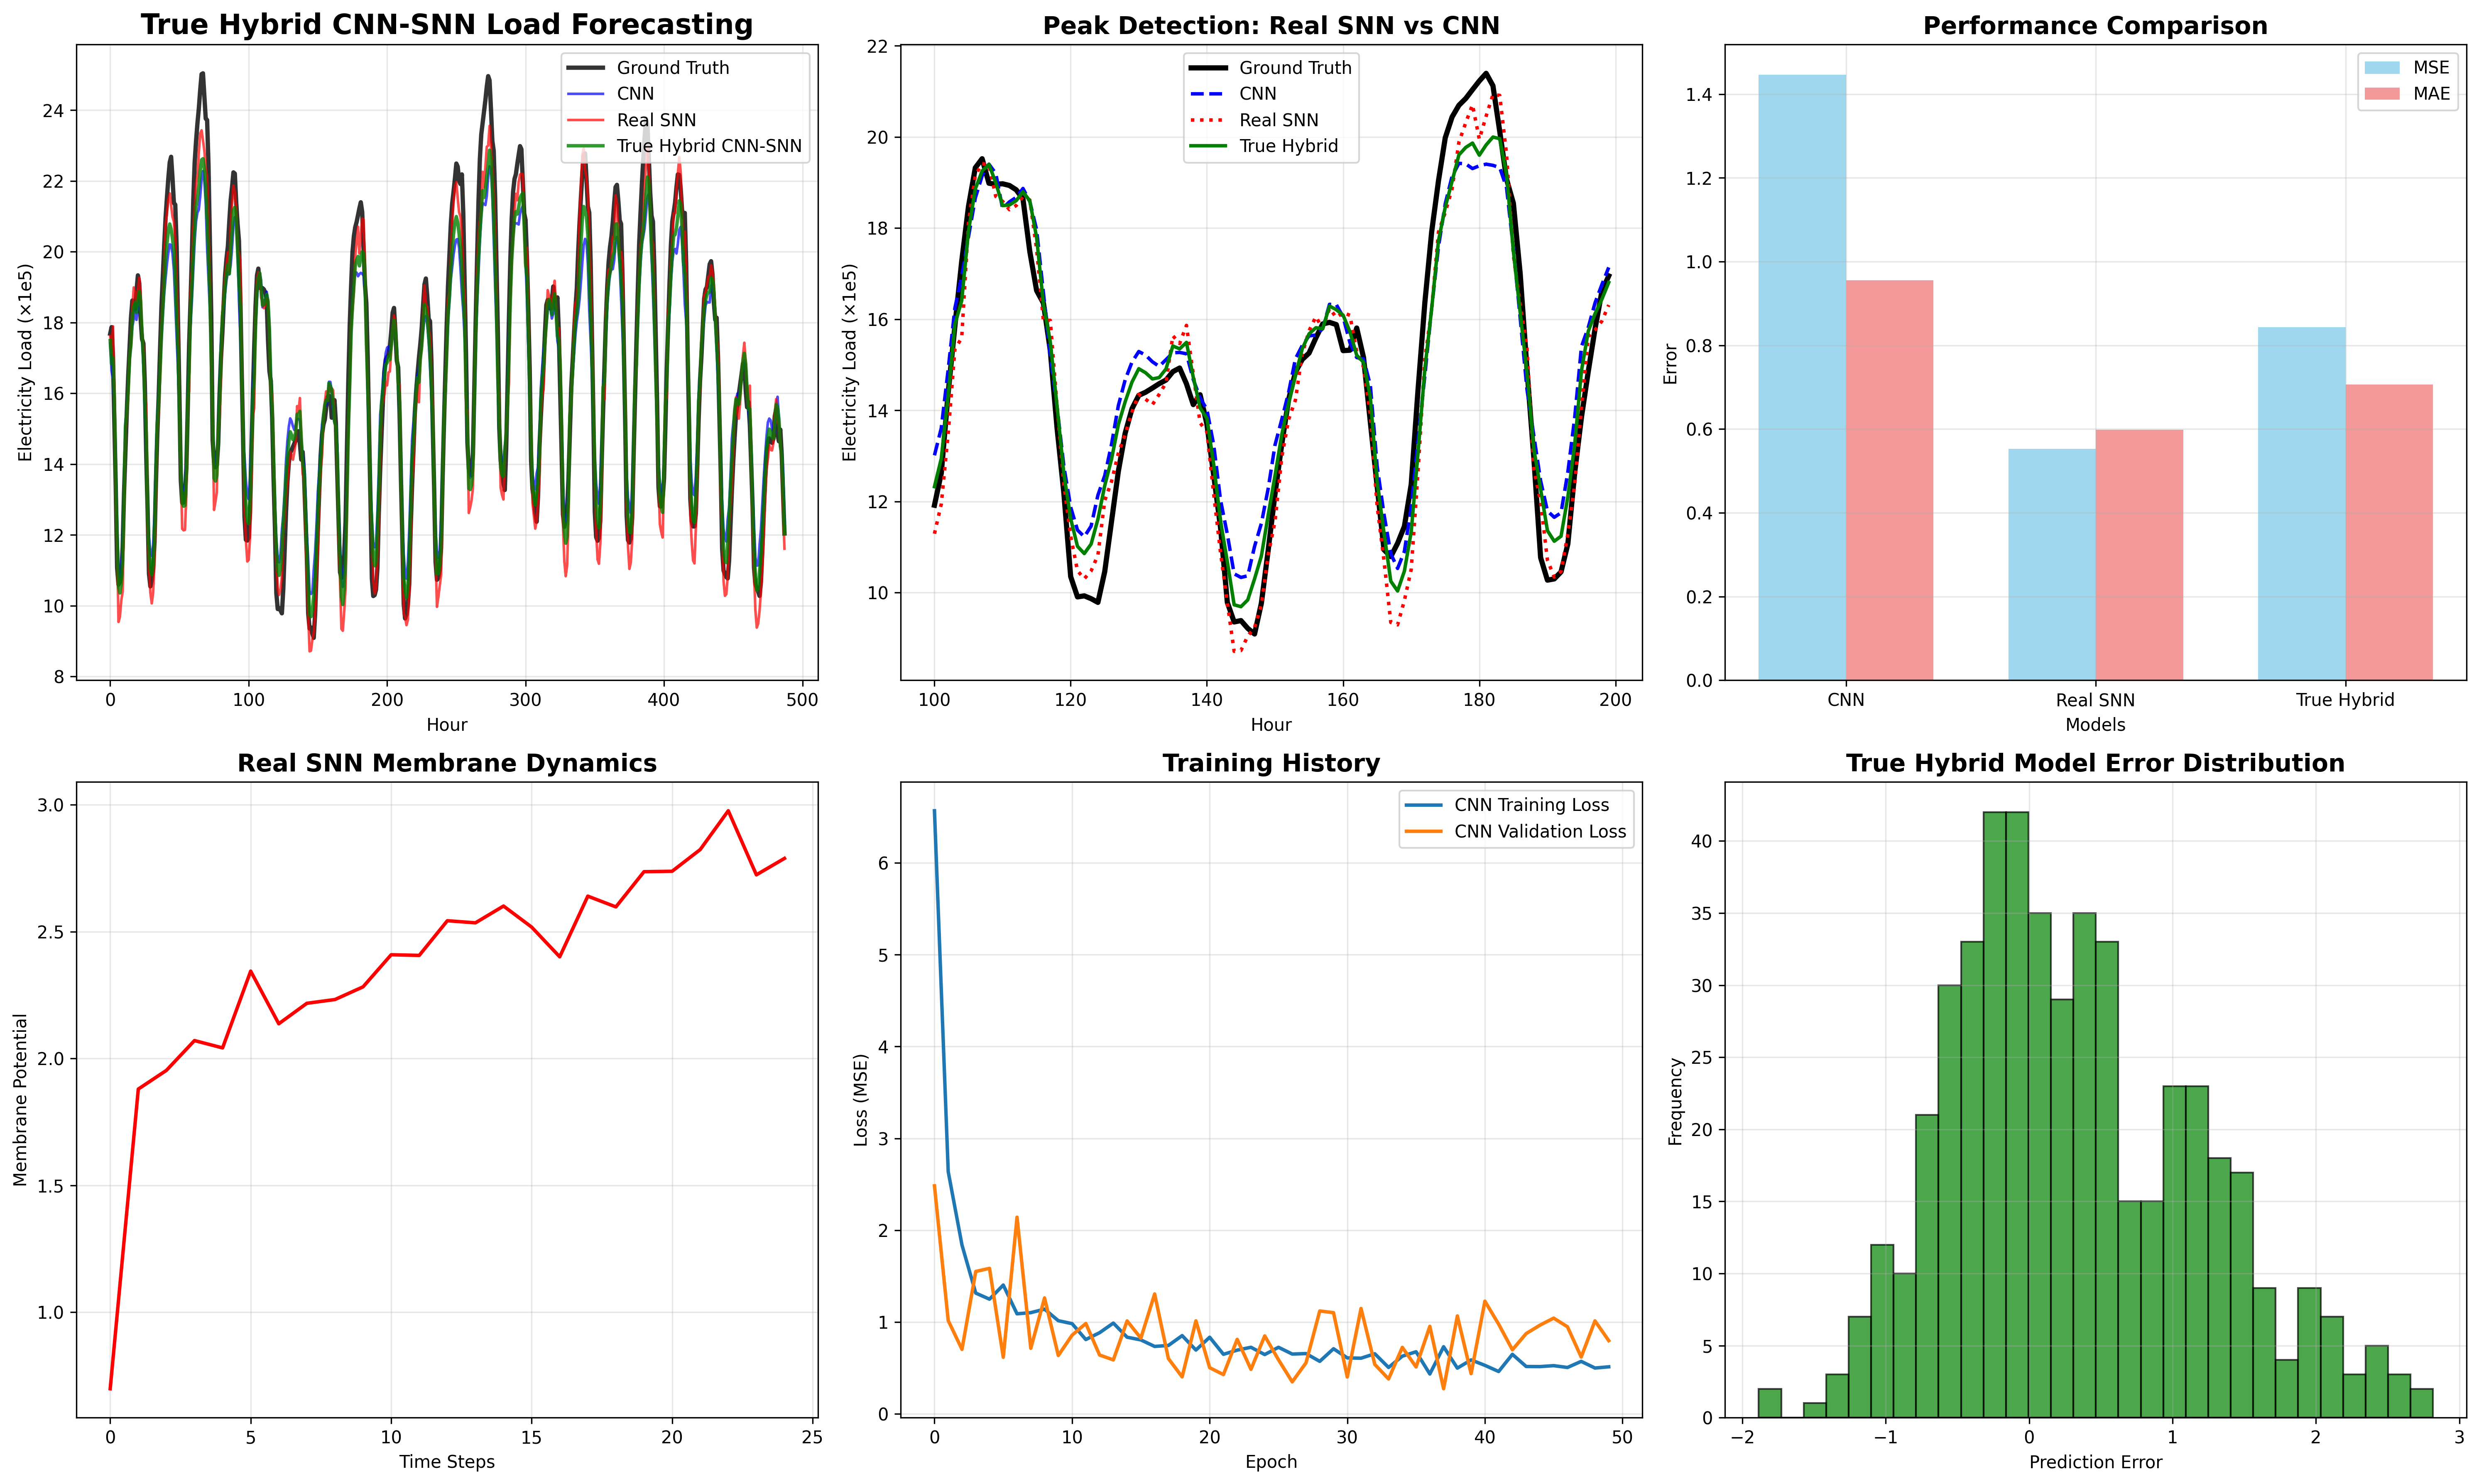 True Hybrid CNN-SNN Load Forecasting
Electricity Load (×1e5)
24
22
20
18
16
14
12
10
8
Ground Truth
CNN
Real SNN
True Hybrid CNN-SNN
0
100
200
300
400
500
Hour
Peak Detection: Real SNN vs CNN
Electricity Load (×1e5)
22
20
18
16
14
12
10
Ground Truth
CNN
Real SNN
True Hybrid
100
120
140
160
180
200
Hour
Performance Comparison
Error
1.4
1.2
1.0
0.8
0.6
0.4
0.2
0.0
MSE
MAE
CNN
Real SNN
True Hybrid
Models
Real SNN Membrane Dynamics
Membrane Potential
3.0
2.5
2.0
1.5
1.0
0
5
10
15
20
25
Time Steps
Training History
Loss (MSE)
6
5
4
3
2
1
0
CNN Training Loss
CNN Validation Loss
0
10
20
30
40
50
Epoch
True Hybrid Model Error Distribution
Frequency
40
35
30
25
20
15
10
5
0
−2
−1
0
1
2
3
Prediction Error